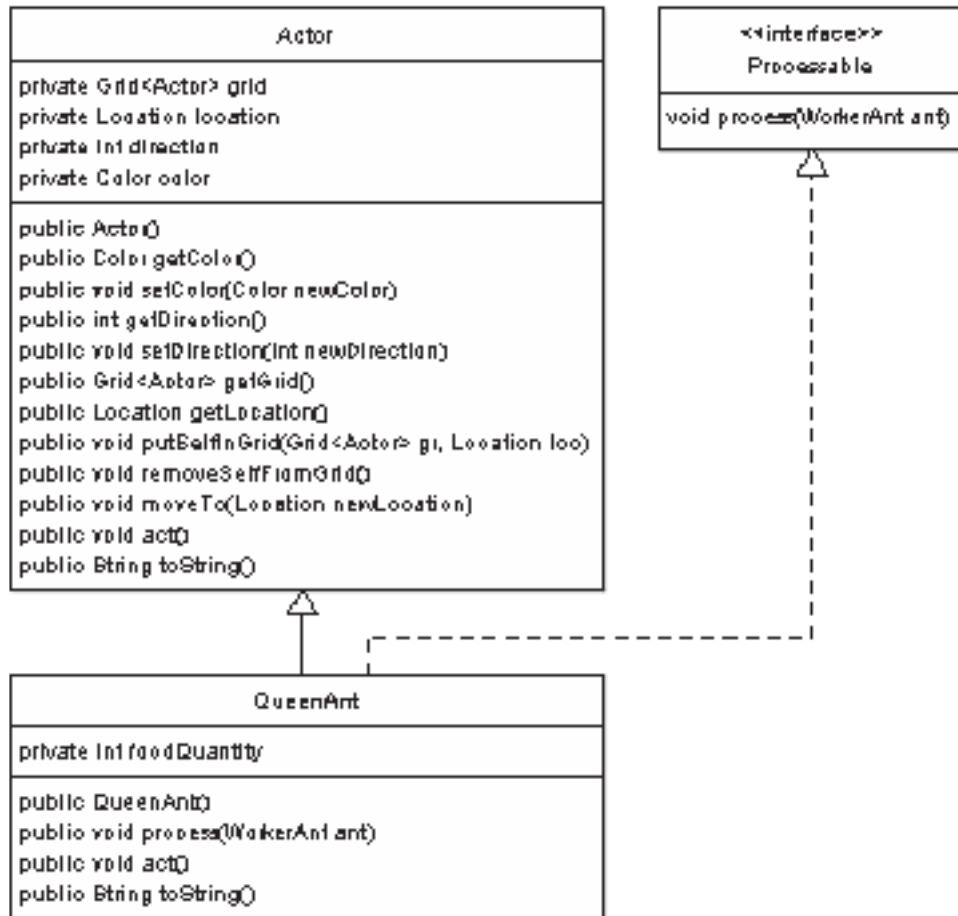 Actor
private Grid<Actor> grid
private Location location
private int direction
private Color color
public Actor()
public Color getColor()
public void setColor(Color newColor)
public int getDirection()
public void setDirection(int newDirection)
public Grid<Actor> getGrid()
public Location getLocation()
public void putSelfInGrid(Grid<Actor> gr, Location loc)
public void removeSelfFromGrid()
public void moveTo(Location newLocation)
public void act()
public String toString()
<<interface>>
Processable
void process(WorkerAnt ant)
QueenAnt
private int foodQuantity
public QueenAnt()
public void process(WorkerAnt ant)
public void act()
public String toString()